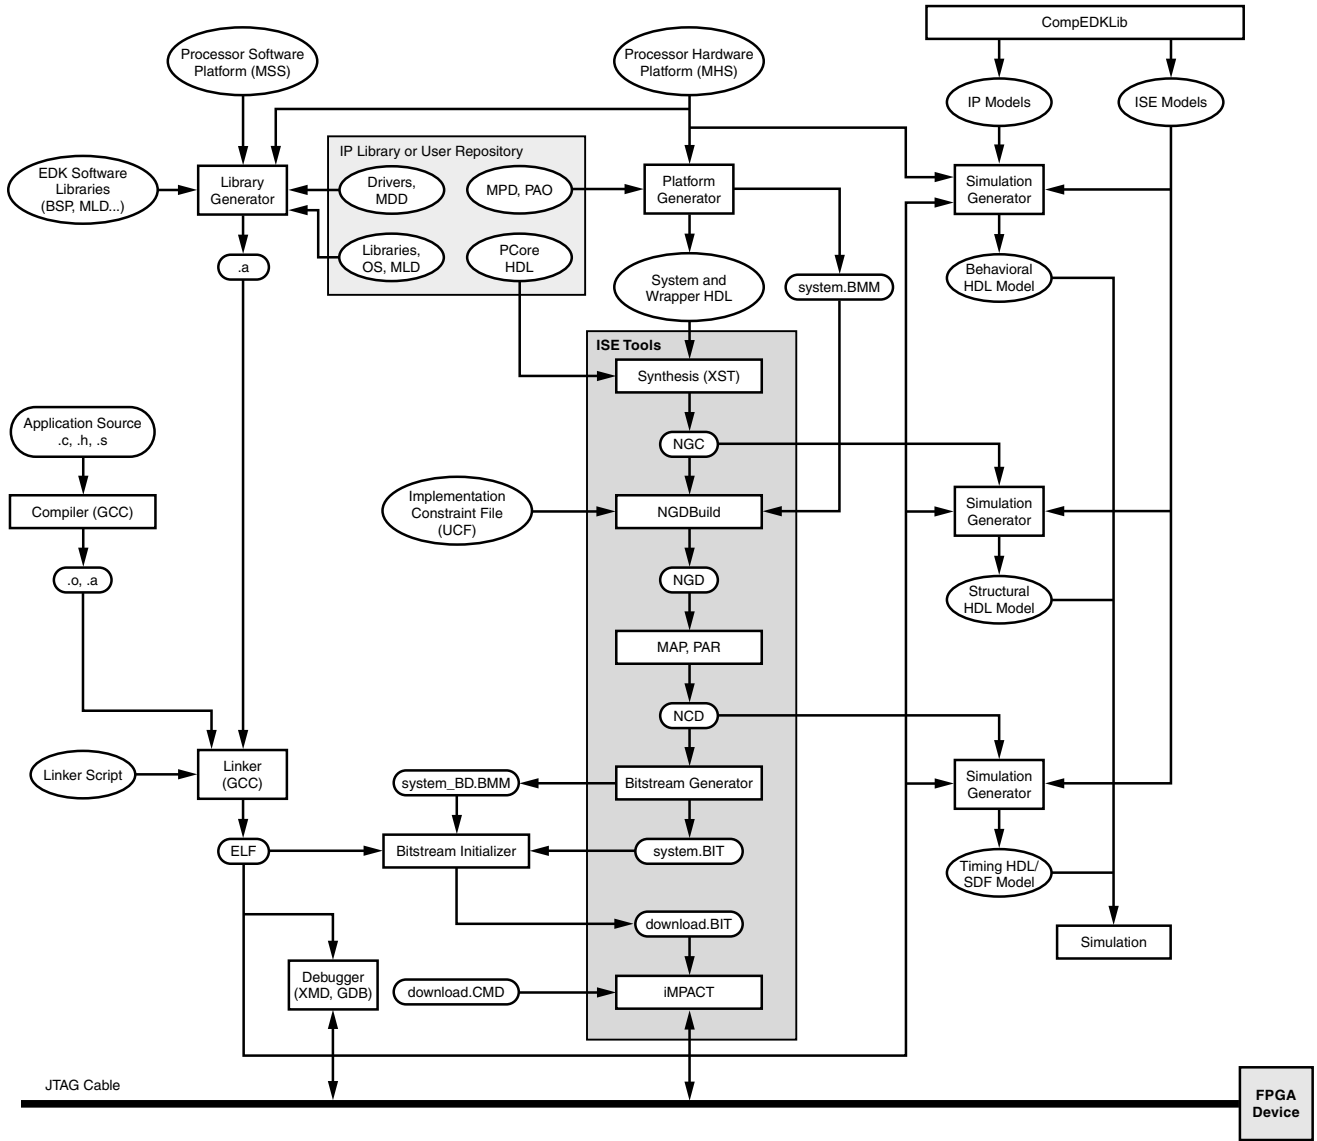 CompEDKLib
Processor Software
Platform (MSS)
Processor Hardware
Platform (MHS)
IP Models
ISE Models
IP Library or User Repository
EDK Software
Libraries
(BSP, MLD...)
Library
Generator
Drivers,
MDD
MPD, PAO
Platform
Generator
Simulation
Generator
.a
Libraries,
OS, MLD
PCore
HDL
System and
Wrapper HDL
system.BMM
Behavioral
HDL Model
ISE Tools
Synthesis (XST)
Application Source
.c, .h, .s
NGC
Compiler (GCC)
Implementation
Constraint File
(UCF)
NGDBuild
Simulation
Generator
.o, .a
NGD
Structural
HDL Model
MAP, PAR
NCD
Linker Script
Linker
(GCC)
system_BD.BMM
Bitstream Generator
Simulation
Generator
ELF
Bitstream Initializer
system.BIT
Timing HDL/
SDF Model
download.BIT
Simulation
Debugger
(XMD, GDB)
download.CMD
iMPACT
JTAG Cable
FPGA
Device